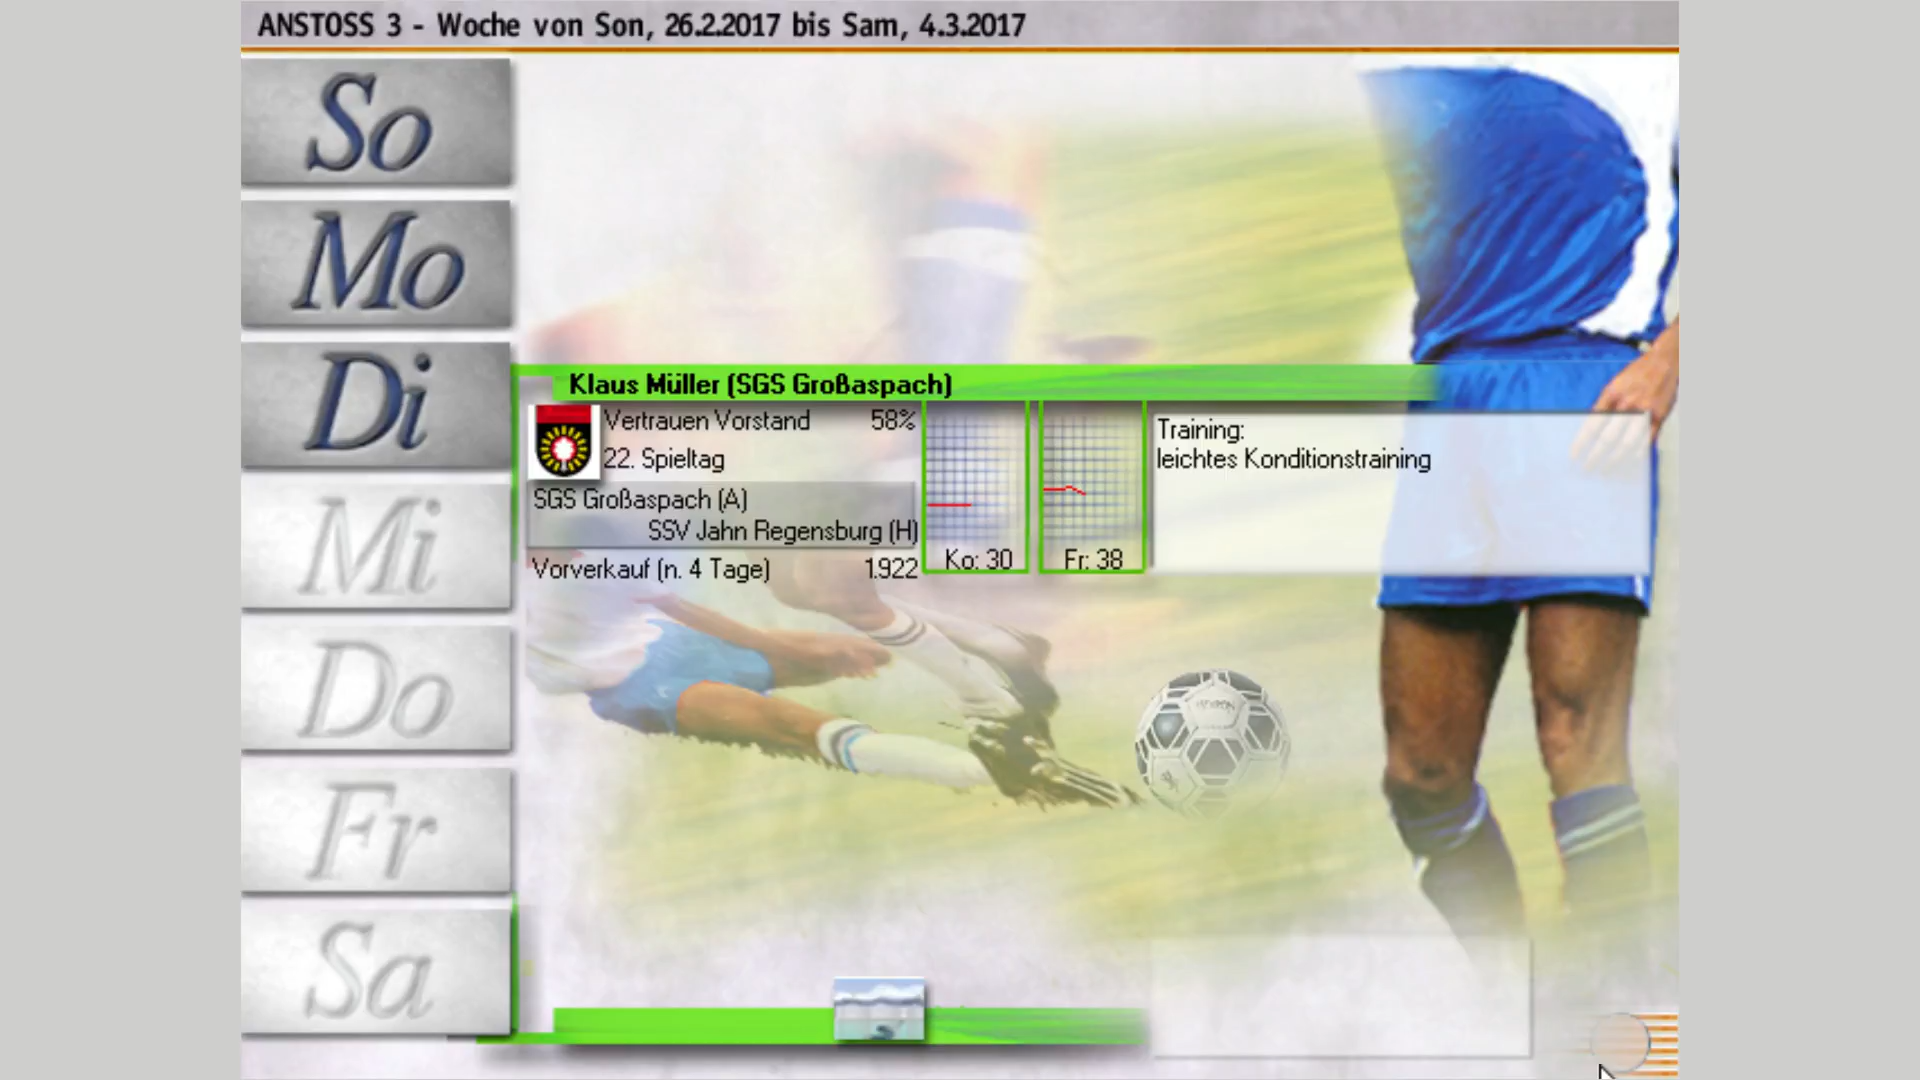 ANSTOSS 3 - Woche von Son, 26.2.2017 bis Sam, 4.3.2017
So
Mo
Di
Mi
Do
Fr
Sa
Klaus Müller (SGS Großaspach)
Vertrauen Vorstand 58%
22. Spieltag
SGS Großaspach (A)
SSV Jahn Regensburg (H)
Vorverkauf (n. 4 Tage) 1.922
Ko: 30
Fr: 38
Training:
leichtes Konditionstraining